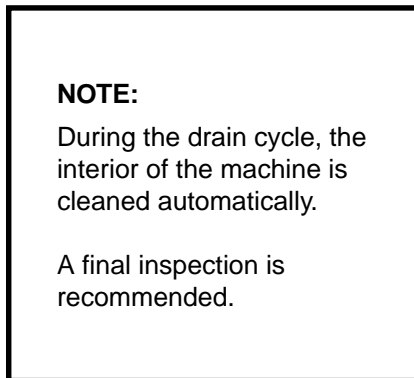 NOTE:
During the drain cycle, the
interior of the machine is
cleaned automatically.
A final inspection is
recommended.